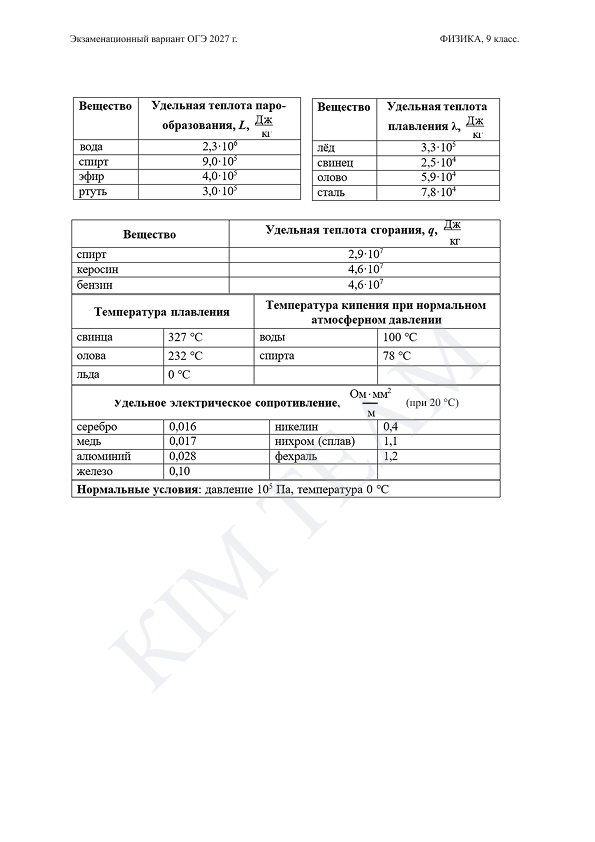 Экзаменационный вариант ОГЭ 2027 г. ФИЗИКА, 9 класс.
Вещество Удельная теплота паро-
образования, L, Дж/кг
вода 2,3·10⁶
спирт 9,0·10⁵
эфир 4,0·10⁵
ртуть 3,0·10⁵
Вещество Удельная теплота
плавления λ, Дж/кг
лёд 3,3·10⁵
свинец 2,5·10⁴
олово 5,9·10⁴
сталь 7,8·10⁴
Вещество Удельная теплота сгорания, q, Дж/кг
спирт 2,9·10⁷
керосин 4,6·10⁷
бензин 4,6·10⁷
Температура плавления Температура кипения при нормальном
атмосферном давлении
свинца 327 °С воды 100 °С
олова 232 °С спирта 78 °С
льда 0 °С
Удельное электрическое сопротивление, Ом·мм²/м (при 20 °С)
серебро 0,016 никелин 0,4
медь 0,017 нихром (сплав) 1,1
алюминий 0,028 фехраль 1,2
железо 0,10
Нормальные условия: давление 10⁵ Па, температура 0 °С
KIM TEAM